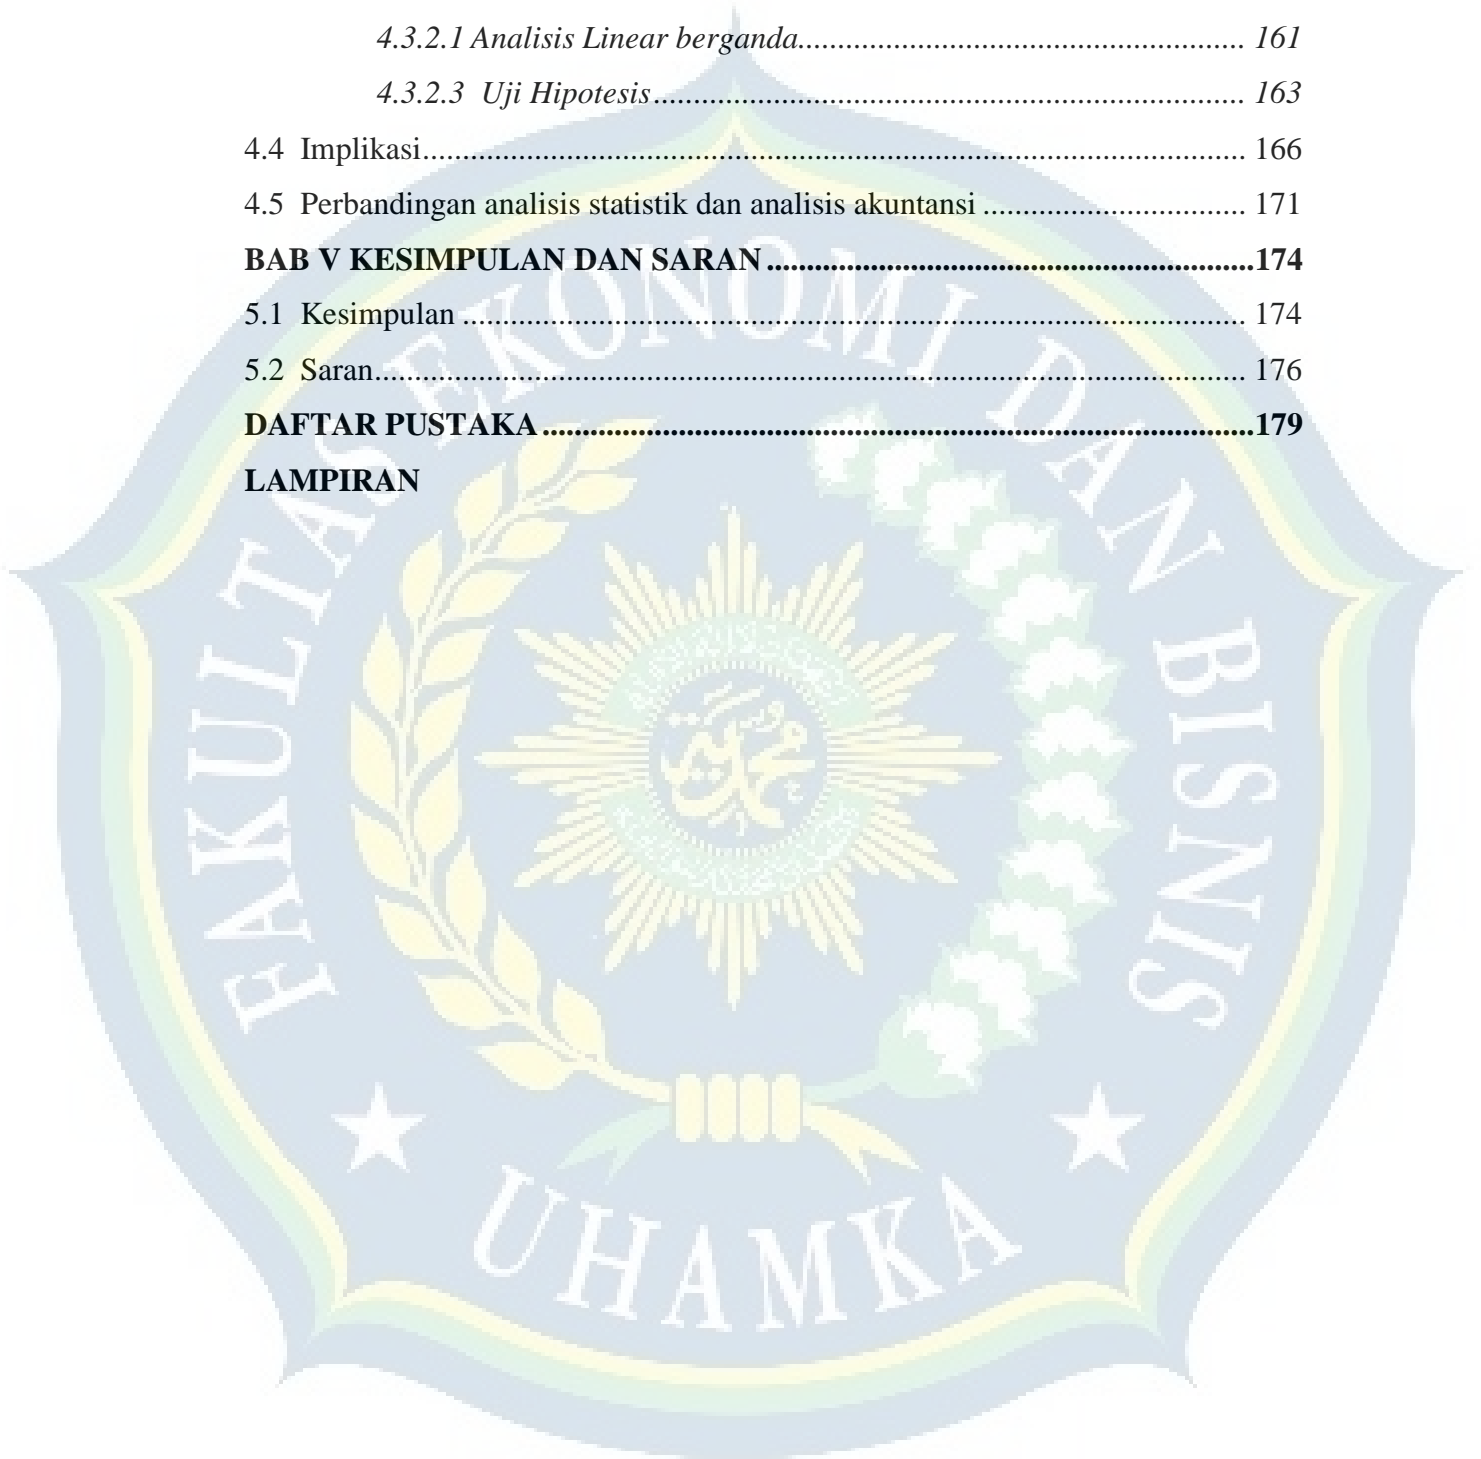 4.3.2.1 Analisis Linear berganda........................................................ 161
4.3.2.3  Uji Hipotesis.......................................................................... 163
4.4  Implikasi....................................................................................................... 166
4.5  Perbandingan analisis statistik dan analisis akuntansi ................................. 171
BAB V KESIMPULAN DAN SARAN .............................................................174
5.1  Kesimpulan .................................................................................................. 174
5.2  Saran............................................................................................................. 176
DAFTAR PUSTAKA.........................................................................................179
LAMPIRAN
FAKULTAS EKONOMI DAN BISNIS
UHAMKA